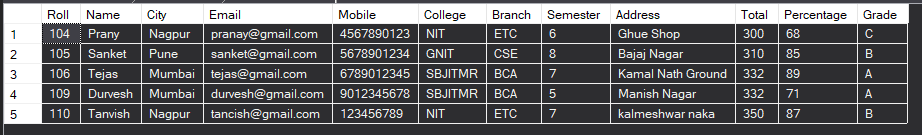 Roll Name City Email Mobile College Branch Semester Address Total Percentage Grade
1 104 Prany Nagpur pranay@gmail.com 4567890123 NIT ETC 6 Ghue Shop 300 68 C
2 105 Sanket Pune sanket@gmail.com 5678901234 GNIT CSE 8 Bajaj Nagar 310 85 B
3 106 Tejas Mumbai tejas@gmail.com 6789012345 SBJITMR BCA 7 Kamal Nath Ground 332 89 A
4 109 Durvesh Mumbai durvesh@gmail.com 9012345678 SBJITMR BCA 5 Manish Nagar 332 71 A
5 110 Tanvish Nagpur tancish@gmail.com 123456789 NIT ETC 7 kalmeshwar naka 350 87 B